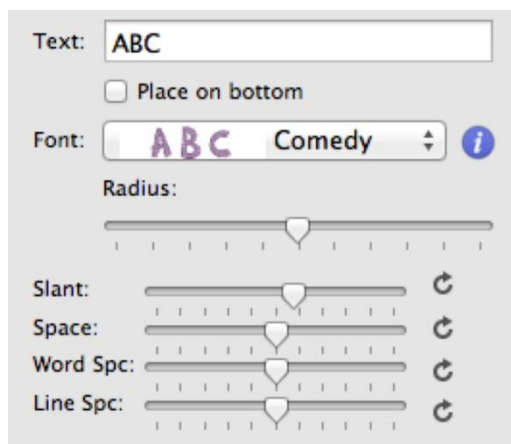 Text: ABC
Place on bottom
Font: ABC Comedy i
Radius:
Slant:
Space:
Word Spc:
Line Spc: